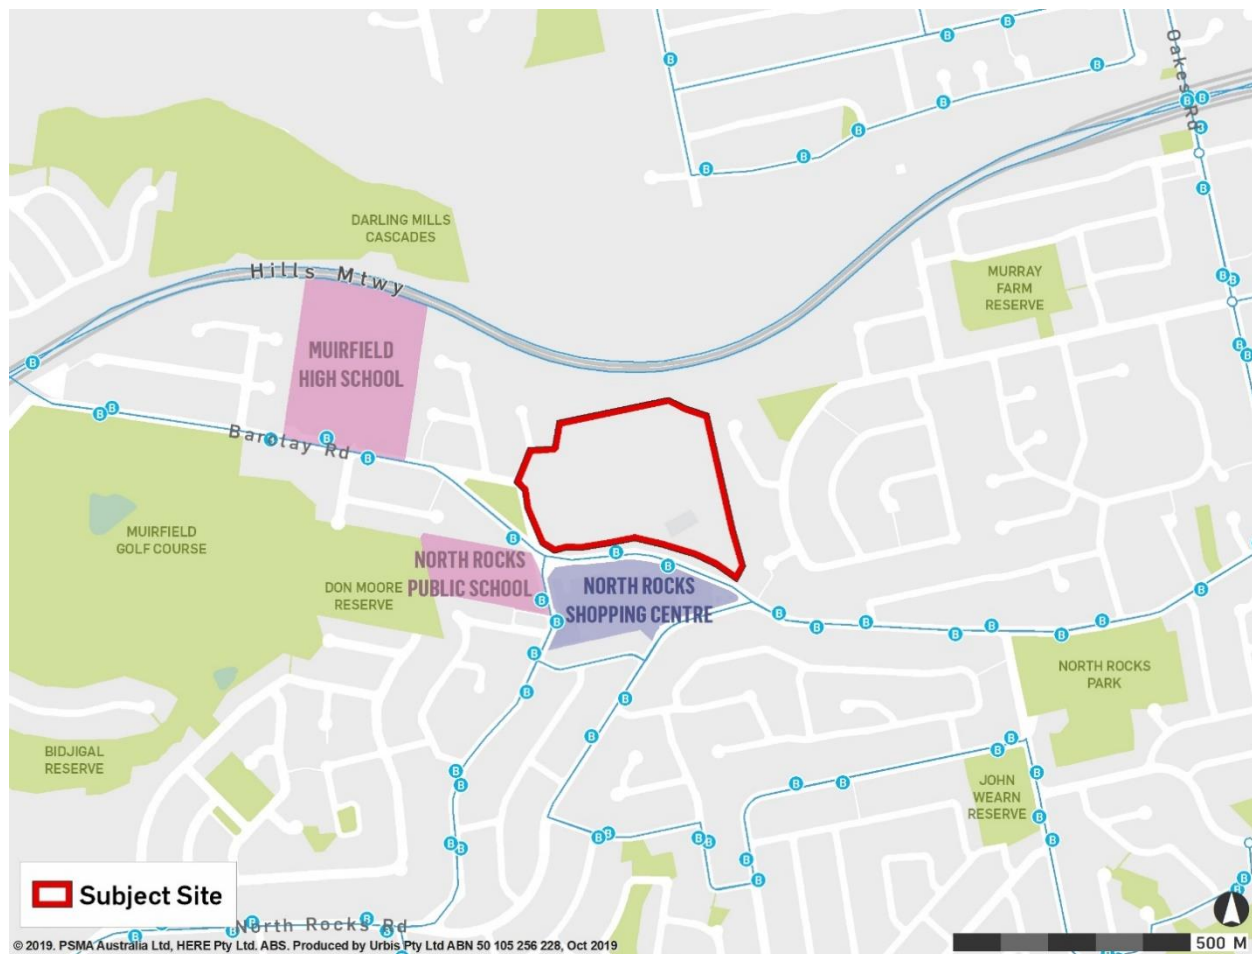 Oakes Rd
DARLING MILLS
CASCADES
Hills Mtwy
MURRAY
FARM
RESERVE
MUIRFIELD
HIGH SCHOOL
Barclay Rd
MUIRFIELD
GOLF COURSE
NORTH ROCKS
PUBLIC SCHOOL
DON MOORE
RESERVE
NORTH ROCKS
SHOPPING CENTRE
NORTH ROCKS
PARK
BIDJIGAL
RESERVE
JOHN
WEARN
RESERVE
Subject Site
North Rocks Rd
© 2019. PSMA Australia Ltd, HERE Pty Ltd. ABS. Produced by Urbis Pty Ltd ABN 50 105 256 228, Oct 2019
500 M